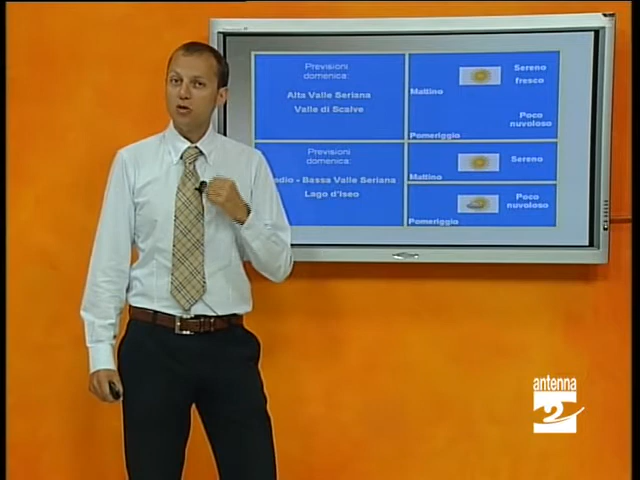 Previsioni
domenica:
Alta Valle Seriana
Valle di Scalve
Mattino
Sereno
fresco
Pomeriggio
Poco
nuvoloso
Previsioni
domenica:
- Bassa Valle Seriana
Lago d'Iseo
Mattino
Sereno
Pomeriggio
Poco
nuvoloso
antenna
2